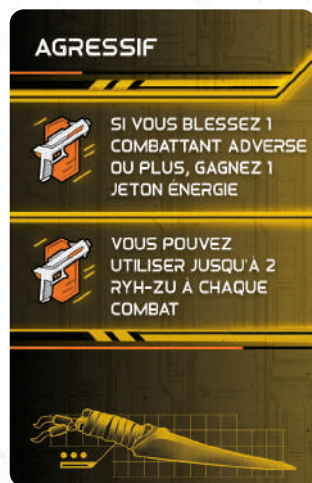 AGRESSIF
SI VOUS BLESSEZ 1
COMBATTANT ADVERSE
OU PLUS, GAGNEZ 1
JETON ÉNERGIE
VOUS POUVEZ
UTILISER JUSQU'À 2
RYH-ZU À CHAQUE
COMBAT